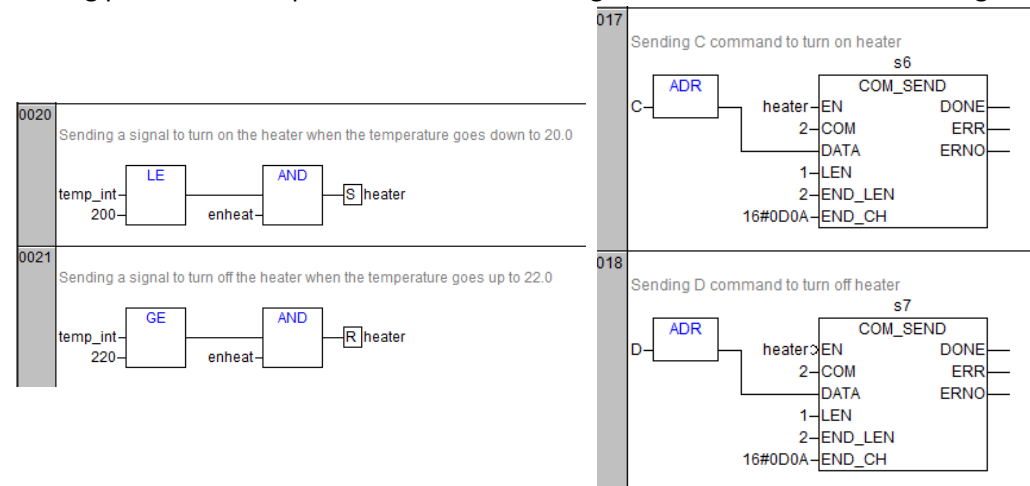 0020
Sending a signal to turn on the heater when the temperature goes down to 20.0
LE
AND
temp_int
S heater
200
enheat
0021
Sending a signal to turn off the heater when the temperature goes up to 22.0
GE
AND
temp_int
R heater
220
enheat
017
Sending C command to turn on heater
s6
ADR
COM_SEND
C
heater EN DONE
2 COM ERR
DATA ERNO
1 LEN
2 END_LEN
16#0D0A END_CH
018
Sending D command to turn off heater
s7
ADR
COM_SEND
D
heater EN DONE
2 COM ERR
DATA ERNO
1 LEN
2 END_LEN
16#0D0A END_CH